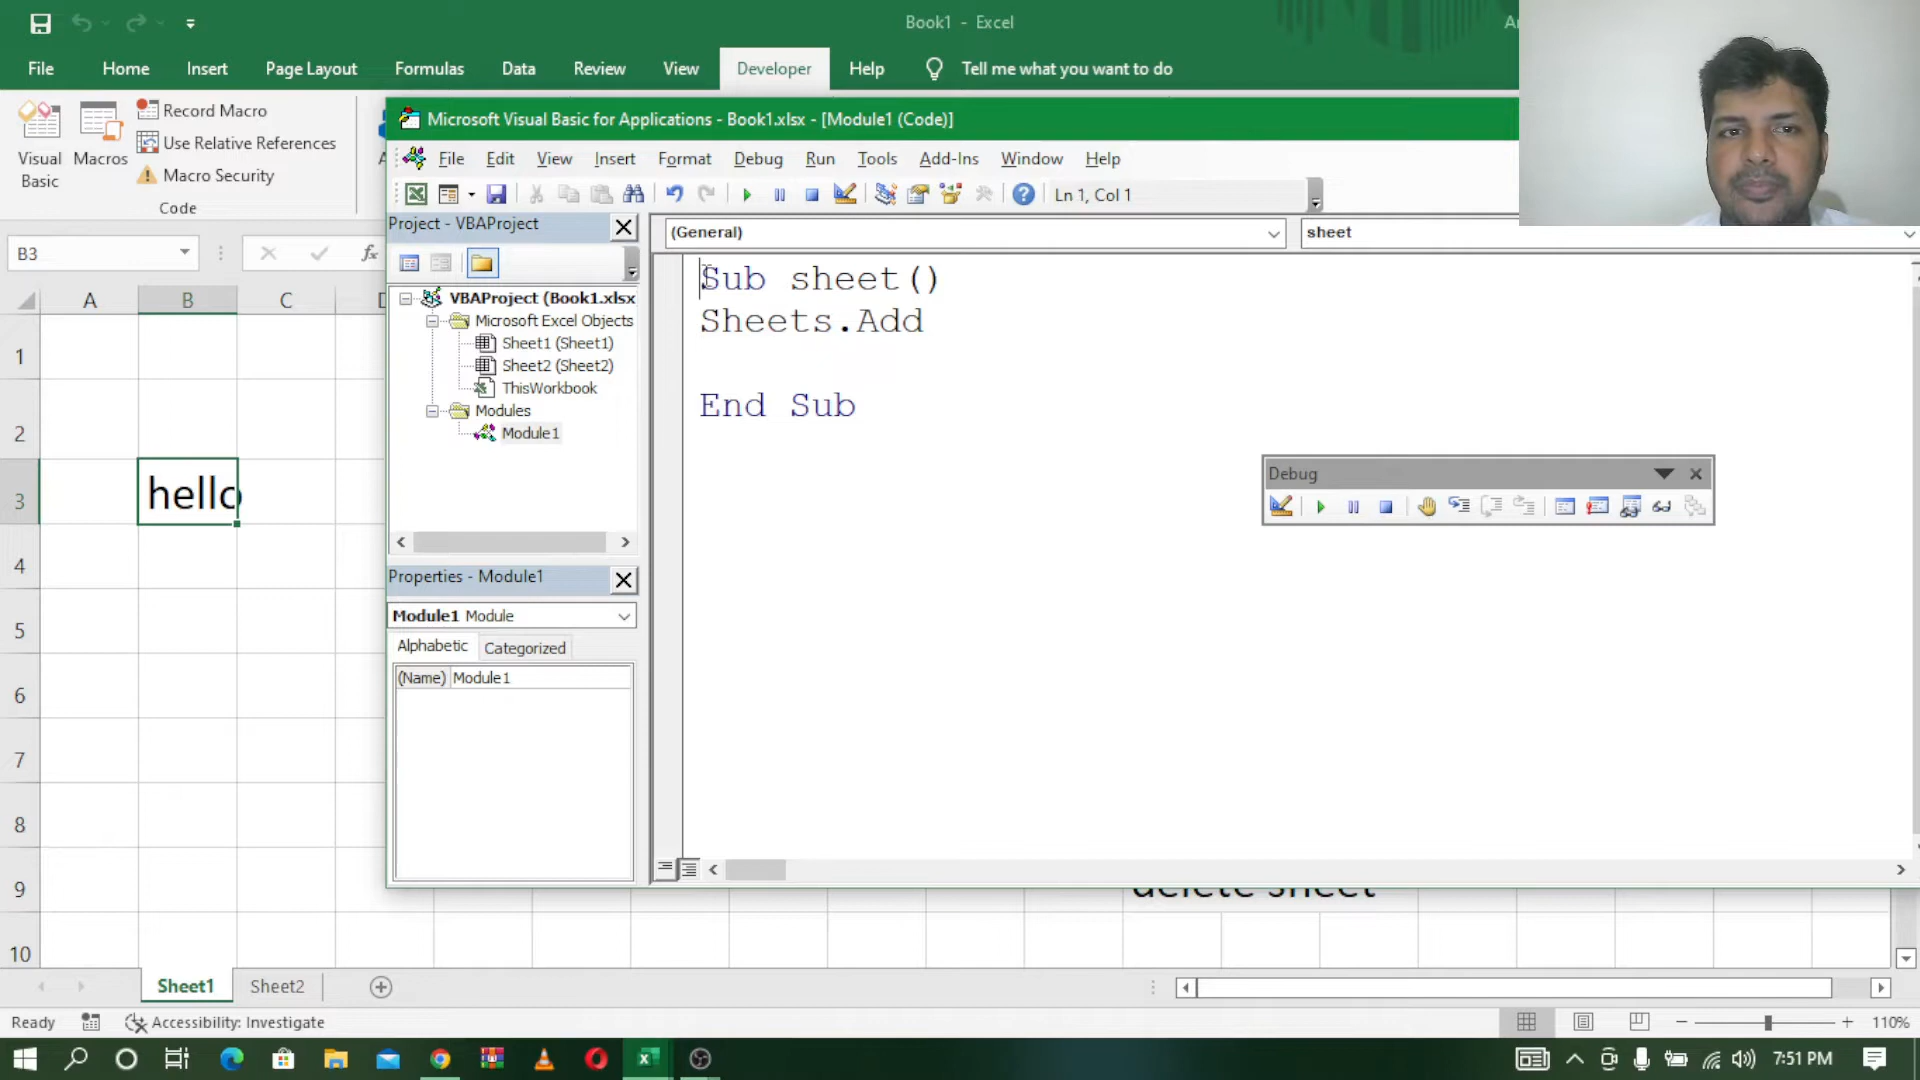 Book1 - Excel
File Home Insert Page Layout Formulas Data Review View Developer Help Tell me what you want to do
Visual Basic
Macros
Record Macro
Use Relative References
Macro Security
Code
Microsoft Visual Basic for Applications - Book1.xlsx - [Module1 (Code)]
File Edit View Insert Format Debug Run Tools Add-Ins Window Help
Ln 1, Col 1
B3
fx
A B C
1
2
3
4
5
6
7
8
9
10
hello
Project - VBAProject
VBAProject (Book1.xlsx
Microsoft Excel Objects
Sheet1 (Sheet1)
Sheet2 (Sheet2)
ThisWorkbook
Modules
Module1
Properties - Module1
Module1 Module
Alphabetic Categorized
(Name) Module1
(General)
sheet
Sub sheet()
Sheets.Add
End Sub
Debug
delete sheet
Sheet1 Sheet2
Ready
Accessibility: Investigate
110%
7:51 PM